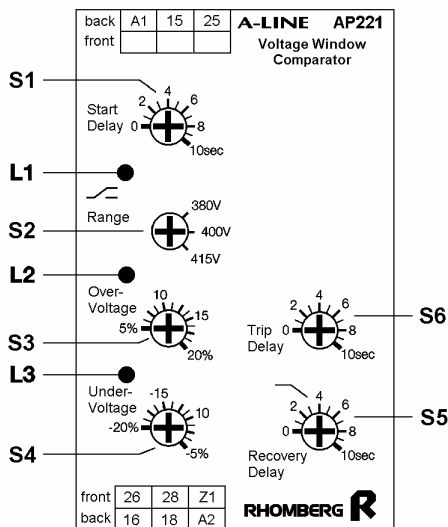 back A1 15 25
front
A-LINE AP221
Voltage Window
Comparator
S1
Start
Delay
0 2 4 6 8 10sec
L1
S2
Range
380V
400V
415V
L2
Over-
Voltage
5% 10 15 20%
S3
L3
Under-
Voltage
-20% -15 10 -5%
S4
S6
Trip
Delay
0 2 4 6 8 10sec
S5
Recovery
Delay
0 2 4 6 8 10sec
front 26 28 Z1
back 16 18 A2
RHOMBERG R